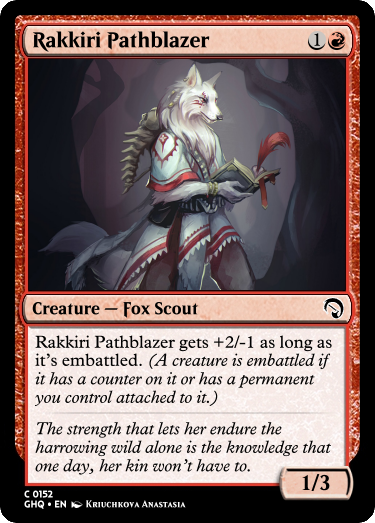 Rakkiri Pathblazer 1
Creature — Fox Scout
Rakkiri Pathblazer gets +2/-1 as long as
it's embattled. (A creature is embattled if
it has a counter on it or has a permanent
you control attached to it.)
The strength that lets her endure the
harrowing wild alone is the knowledge that
one day, her kin won't have to.
1/3
C 0152
GHQ • EN Kriuchkova Anastasia